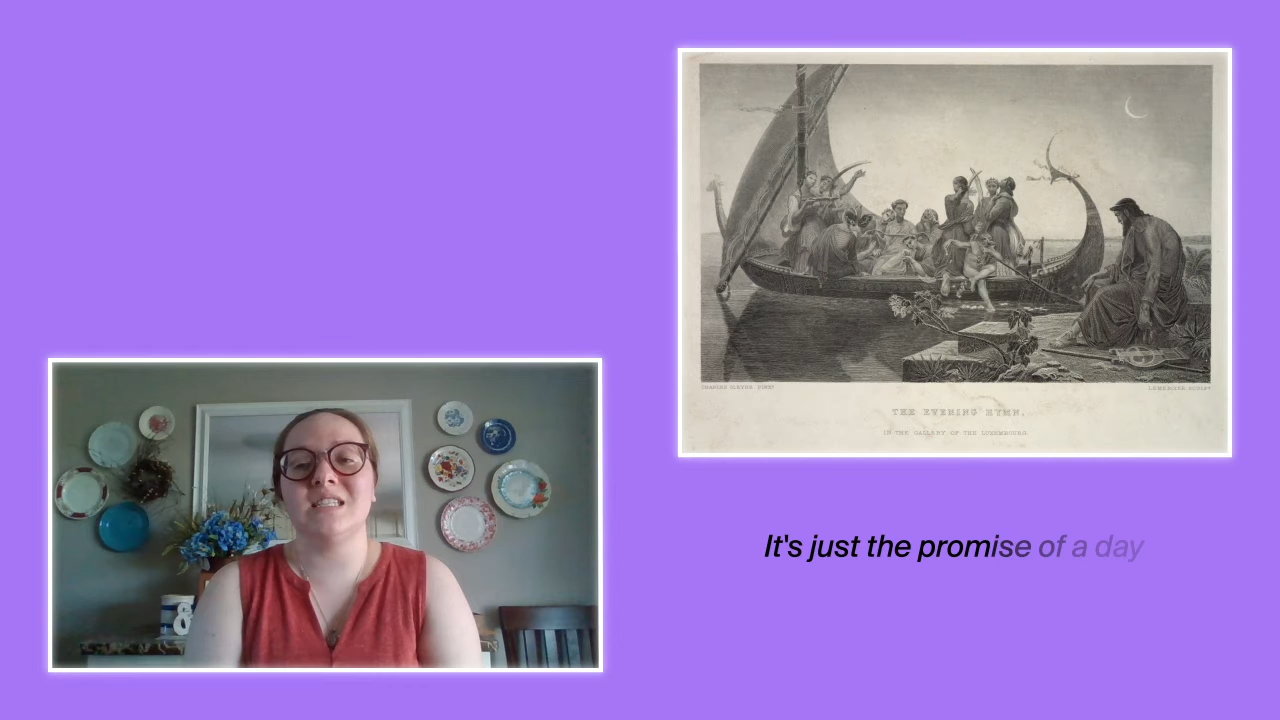 THE EVENING HYMN.
IN THE GALLERY OF THE LUXEMBOURG.
It's just the promise of a day
&